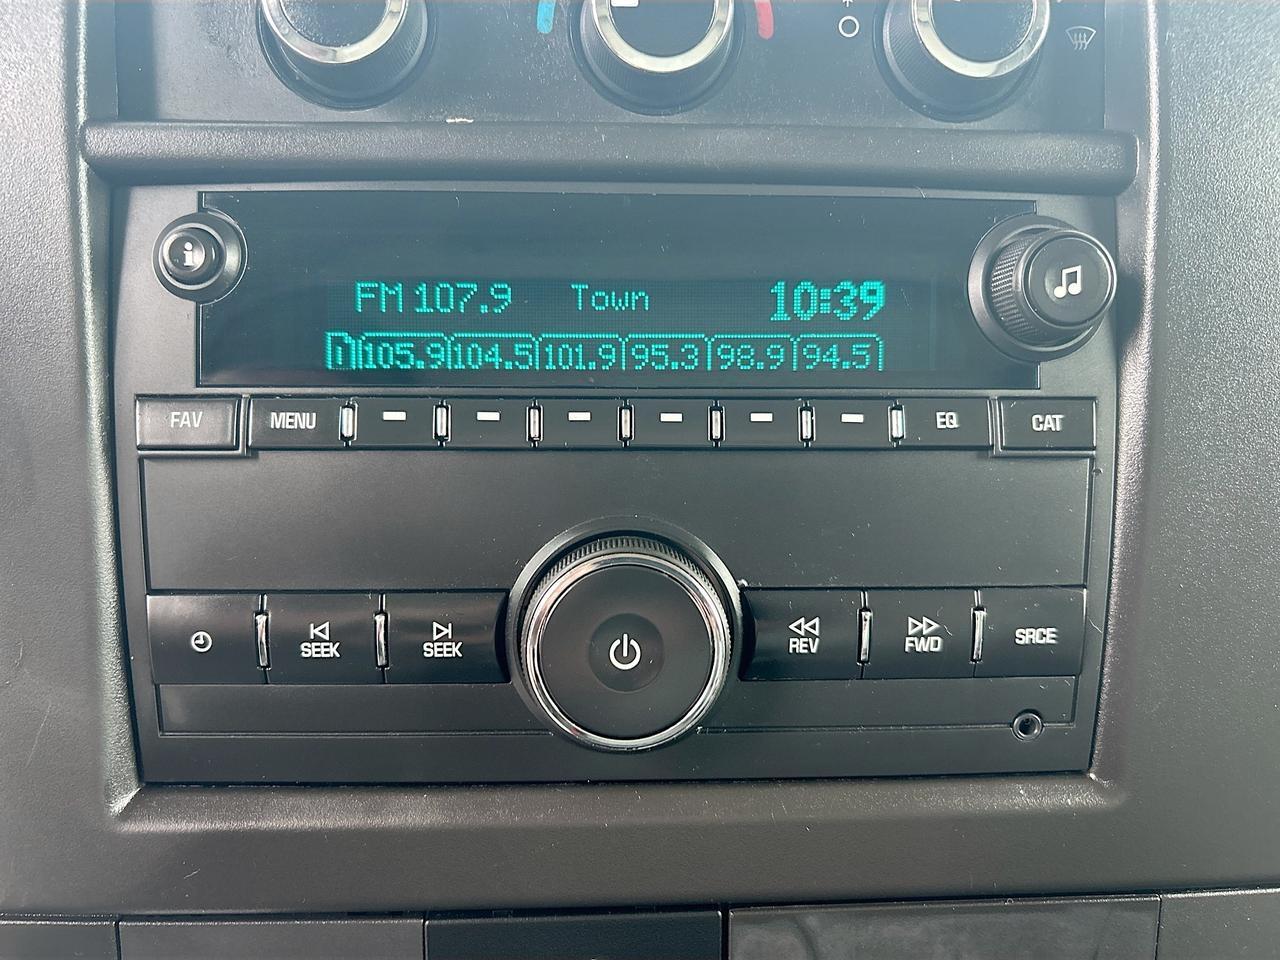 i
FM 107.9 Town 10:39
1 105.9 104.5 101.9 95.3 98.9 94.5
FAV MENU EQ CAT
SEEK SEEK REV FWD SRCE